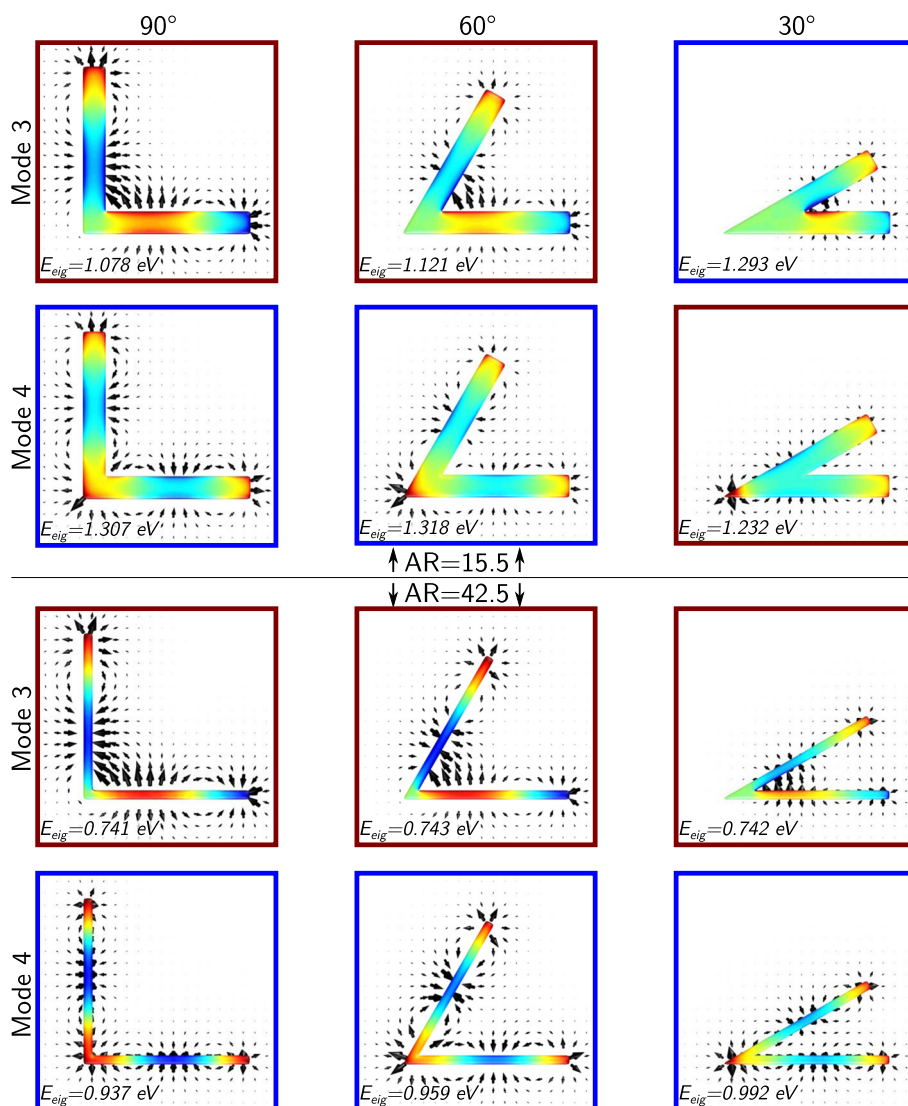 90° 60° 30°
Mode 3
E_eig=1.078 eV E_eig=1.121 eV E_eig=1.293 eV
Mode 4
E_eig=1.307 eV E_eig=1.318 eV E_eig=1.232 eV
AR=15.5
AR=42.5
Mode 3
E_eig=0.741 eV E_eig=0.743 eV E_eig=0.742 eV
Mode 4
E_eig=0.937 eV E_eig=0.959 eV E_eig=0.992 eV